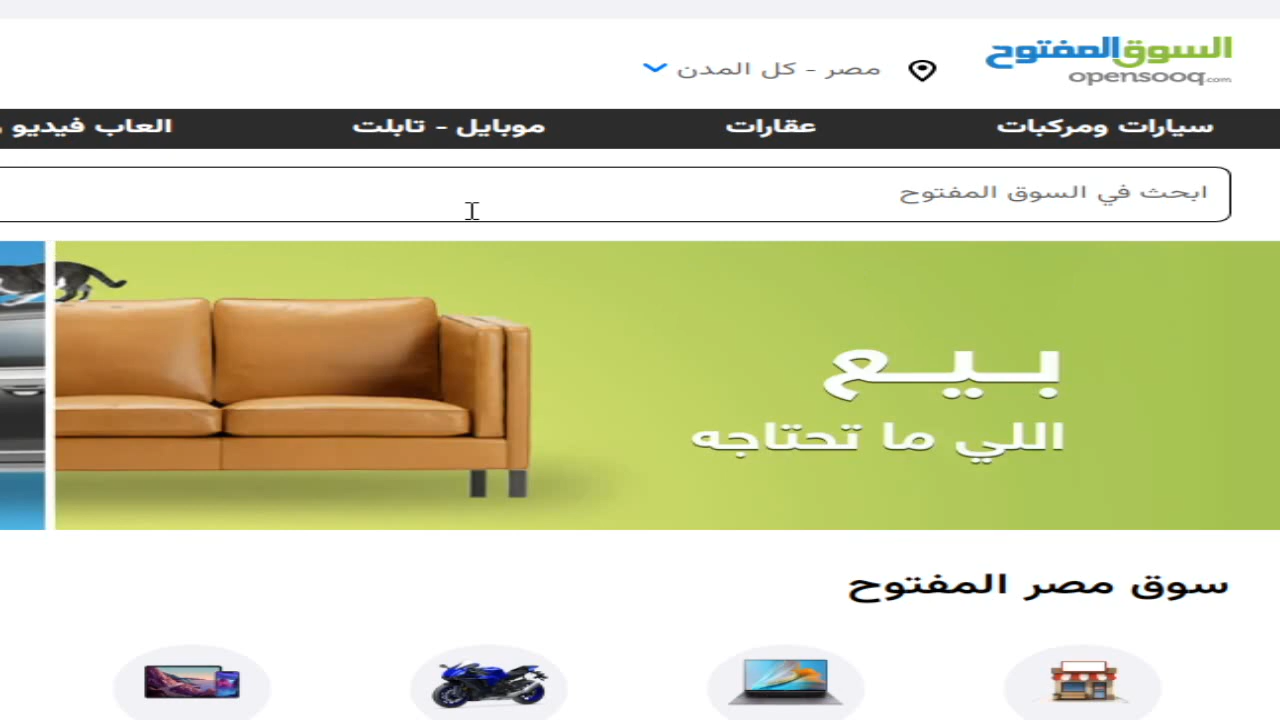 السوق المفتوح
opensooq.com
مصر - كل المدن
سيارات ومركبات
عقارات
موبايل - تابلت
العاب فيديو
ابحث في السوق المفتوح
بيع
اللي ما تحتاجه
سوق مصر المفتوح